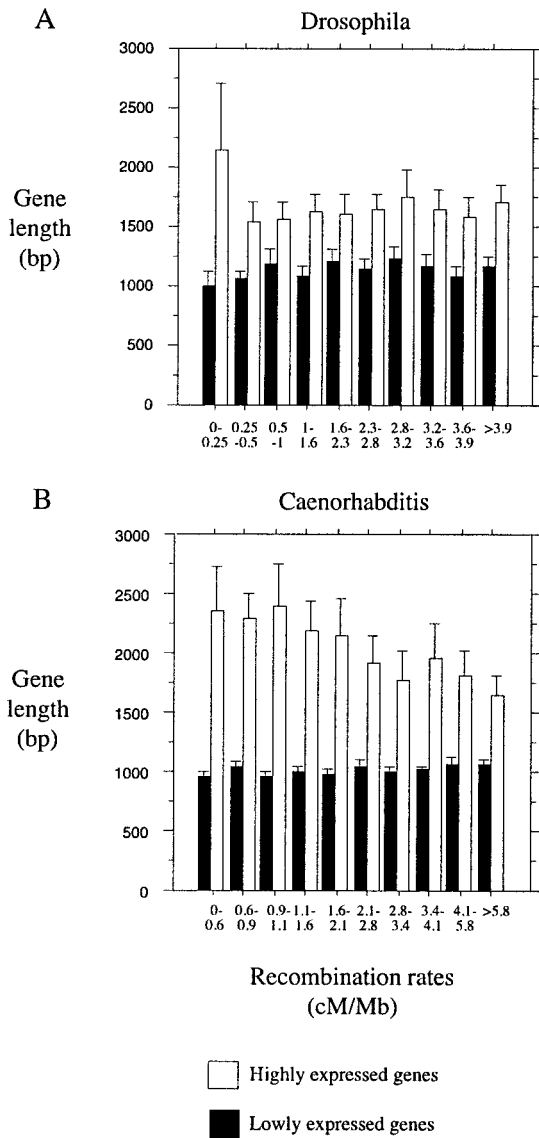 A
Drosophila
3000
2500
2000
1500
1000
500
0
Gene
length
(bp)
0- 0.25 0.5 1- 1.6- 2.3- 2.8- 3.2- 3.6- >3.9
0.25 -0.5 -1 1.6 2.3 2.8 3.2 3.6 3.9
B
Caenorhabditis
3000
2500
2000
1500
1000
500
0
Gene
length
(bp)
0- 0.6- 0.9- 1.1- 1.6- 2.1- 2.8- 3.4- 4.1- >5.8
0.6 0.9 1.1 1.6 2.1 2.8 3.4 4.1 5.8
Recombination rates
(cM/Mb)
Highly expressed genes
Lowly expressed genes